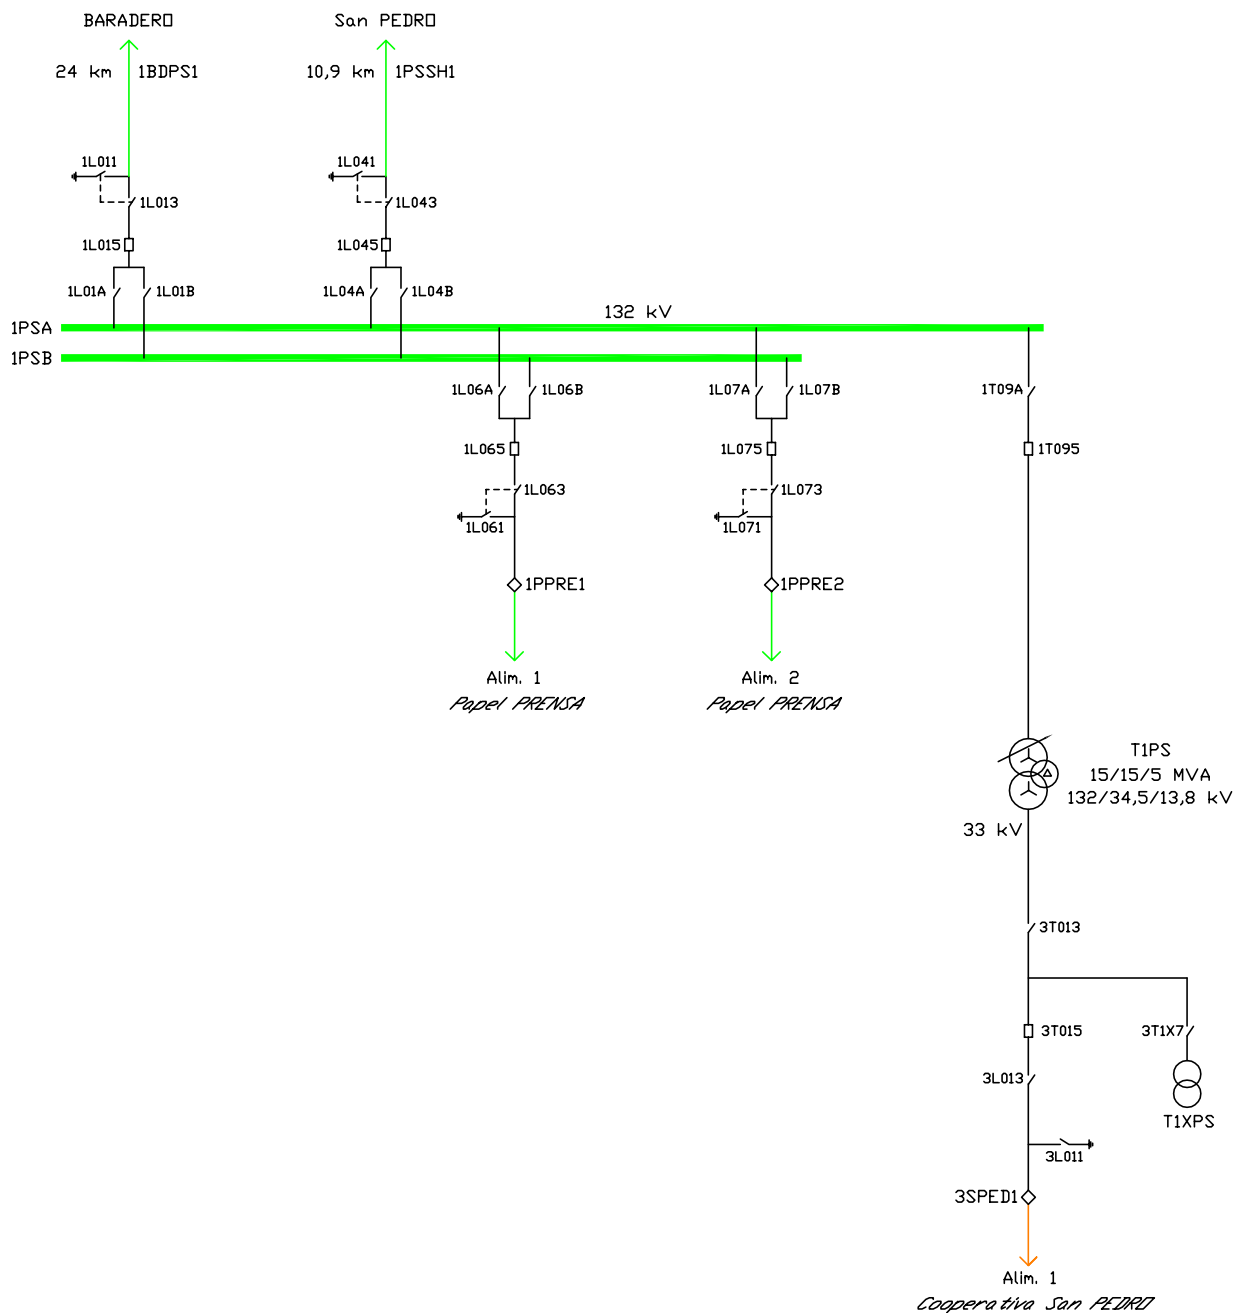 BARADERO
San PEDRO
24 km
1BDPS1
10,9 km
1PSSH1
1L011
1L041
1L013
1L043
1L015
1L045
1L01A
1L01B
1L04A
1L04B
132 kV
1PSA
1PSB
1L06A
1L06B
1L07A
1L07B
1T09A
1L065
1L075
1T095
1L063
1L073
1L061
1L071
1PPRE1
1PPRE2
Alim. 1
Papel PRENSA
Alim. 2
Papel PRENSA
T1PS
15/15/5 MVA
132/34,5/13,8 kV
33 kV
3T013
3T015
3T1X7
3L013
T1XPS
3L011
3SPED1
Alim. 1
Cooperativa San PEDRO